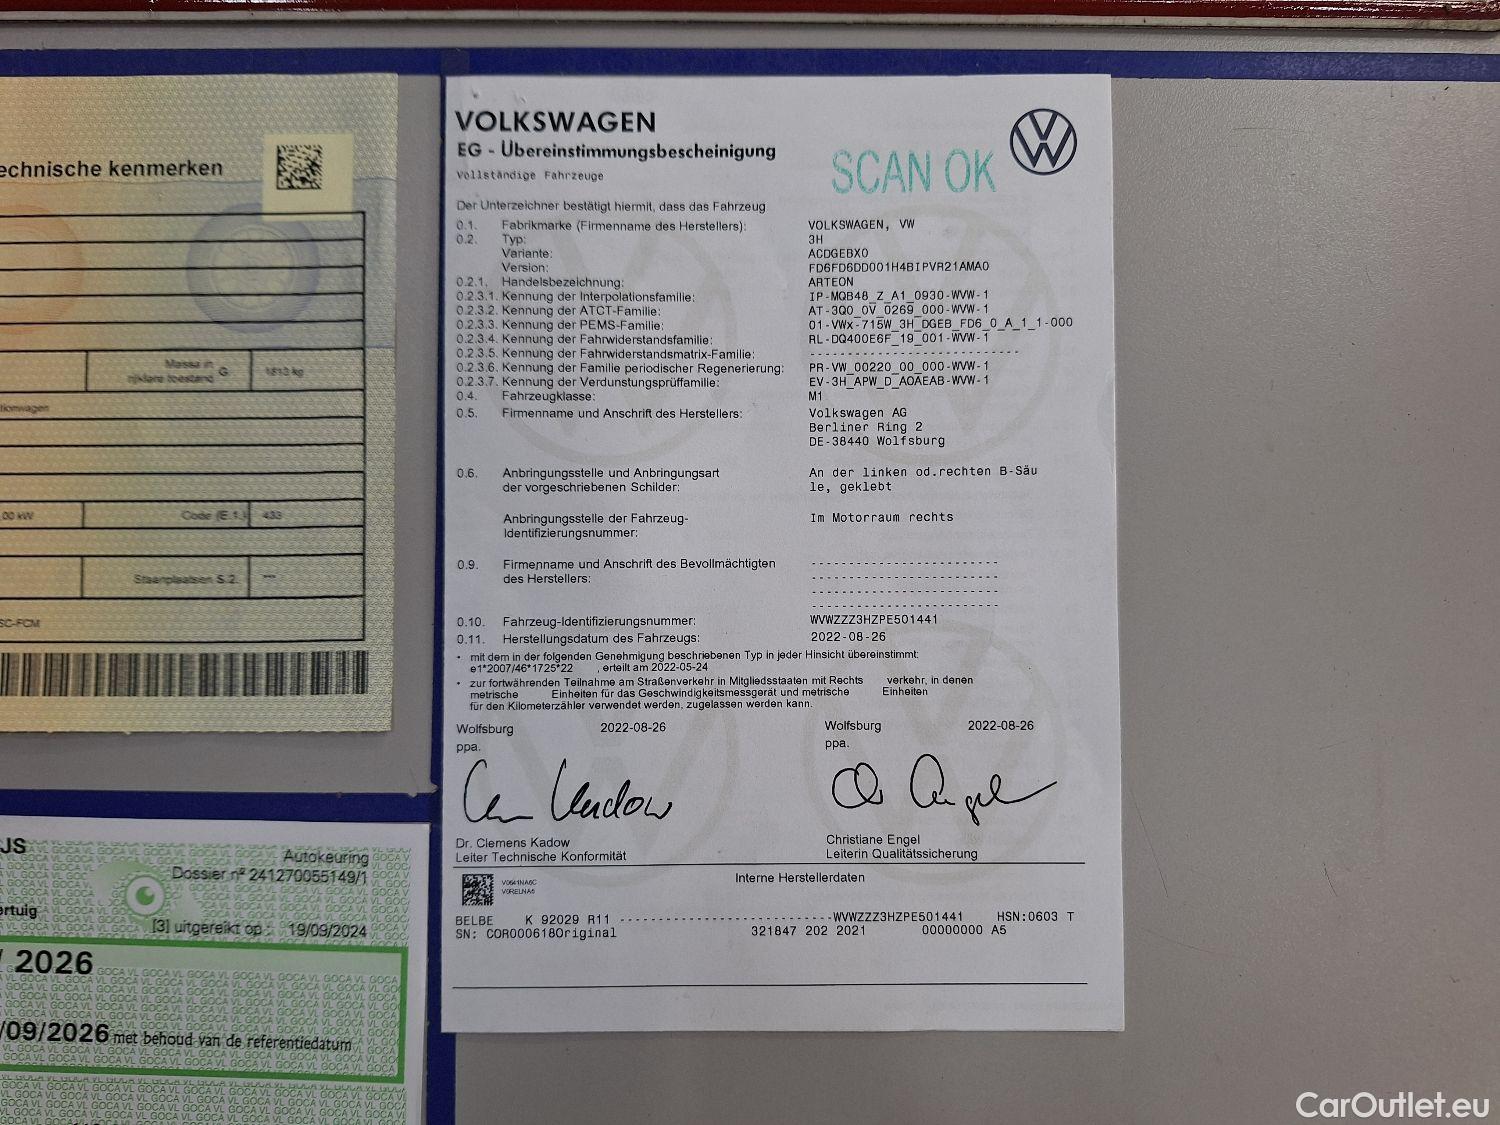 echnische kenmerken
Massa in
rijklare toestand G 1613 kg
tionwagen
,00 kW Code (E.1.) 433
Staanplaatsen S.2. ---
SC-FCM
VOLKSWAGEN
EG - Übereinstimmungsbescheinigung
Vollständige Fahrzeuge
SCAN OK
Der Unterzeichner bestätigt hiermit, dass das Fahrzeug
0.1. Fabrikmarke (Firmenname des Herstellers): VOLKSWAGEN, VW
0.2. Typ: 3H
Variante: ACDGEBX0
Version: FD6FD6DD001H4BIPVR21AMA0
0.2.1. Handelsbezeichnung: ARTEON
0.2.3.1. Kennung der Interpolationsfamilie: IP-MQB48_Z_A1_0930-WVW-1
0.2.3.2. Kennung der ATCT-Familie: AT-3Q0_0V_0269_000-WVW-1
0.2.3.3. Kennung der PEMS-Familie: 01-VWx-715W_3H_DGEB_FD6_0_A_1_1-000
0.2.3.4. Kennung der Fahrwiderstandsfamilie: RL-DQ400E6F_19_001-WVW-1
0.2.3.5. Kennung der Fahrwiderstandsmatrix-Familie: ----------------------------
0.2.3.6. Kennung der Familie periodischer Regenerierung: PR-VW_00220_00_000-WVW-1
0.2.3.7. Kennung der Verdunstungsprüffamilie: EV-3H_APW_D_AOAEAB-WVW-1
0.4. Fahrzeugklasse: M1
0.5. Firmenname und Anschrift des Herstellers: Volkswagen AG
Berliner Ring 2
DE-38440 Wolfsburg
0.6. Anbringungsstelle und Anbringungsart An der linken od.rechten B-Säu
der vorgeschriebenen Schilder: le, geklebt
Anbringungsstelle der Fahrzeug- Im Motorraum rechts
Identifizierungsnummer:
0.9. Firmenname und Anschrift des Bevollmächtigten -------------------------
des Herstellers: -------------------------
-------------------------
-------------------------
0.10. Fahrzeug-Identifizierungsnummer: WVWZZZ3HZPE501441
0.11. Herstellungsdatum des Fahrzeugs: 2022-08-26
- mit dem in der folgenden Genehmigung beschriebenen Typ in jeder Hinsicht übereinstimmt:
e1*2007/46*1725*22 , erteilt am 2022-05-24
- zur fortwährenden Teilnahme am Straßenverkehr in Mitgliedsstaaten mit Rechts verkehr, in denen
metrische Einheiten für das Geschwindigkeitsmessgerät und metrische Einheiten
für den Kilometerzähler verwendet werden, zugelassen werden kann.
Wolfsburg 2022-08-26 Wolfsburg 2022-08-26
ppa. ppa.
Dr. Clemens Kadow Christiane Engel
Leiter Technische Konformität Leiterin Qualitätssicherung
Interne Herstellerdaten
V0641NA6C
V0RELNA6
BELBE K 92029 R11 ----------------------------WVWZZZ3HZPE501441 HSN:0603 T
SN: COR000618Original 321847 202 2021 00000000 A5
JS
Autokeuring
Dossier nº 241270055149/1
ertuig
[3] uitgereikt op : 19/09/2024
/ 2026
/09/2026 met behoud van de referentiedatum
GOCA VL
CarOutlet.eu